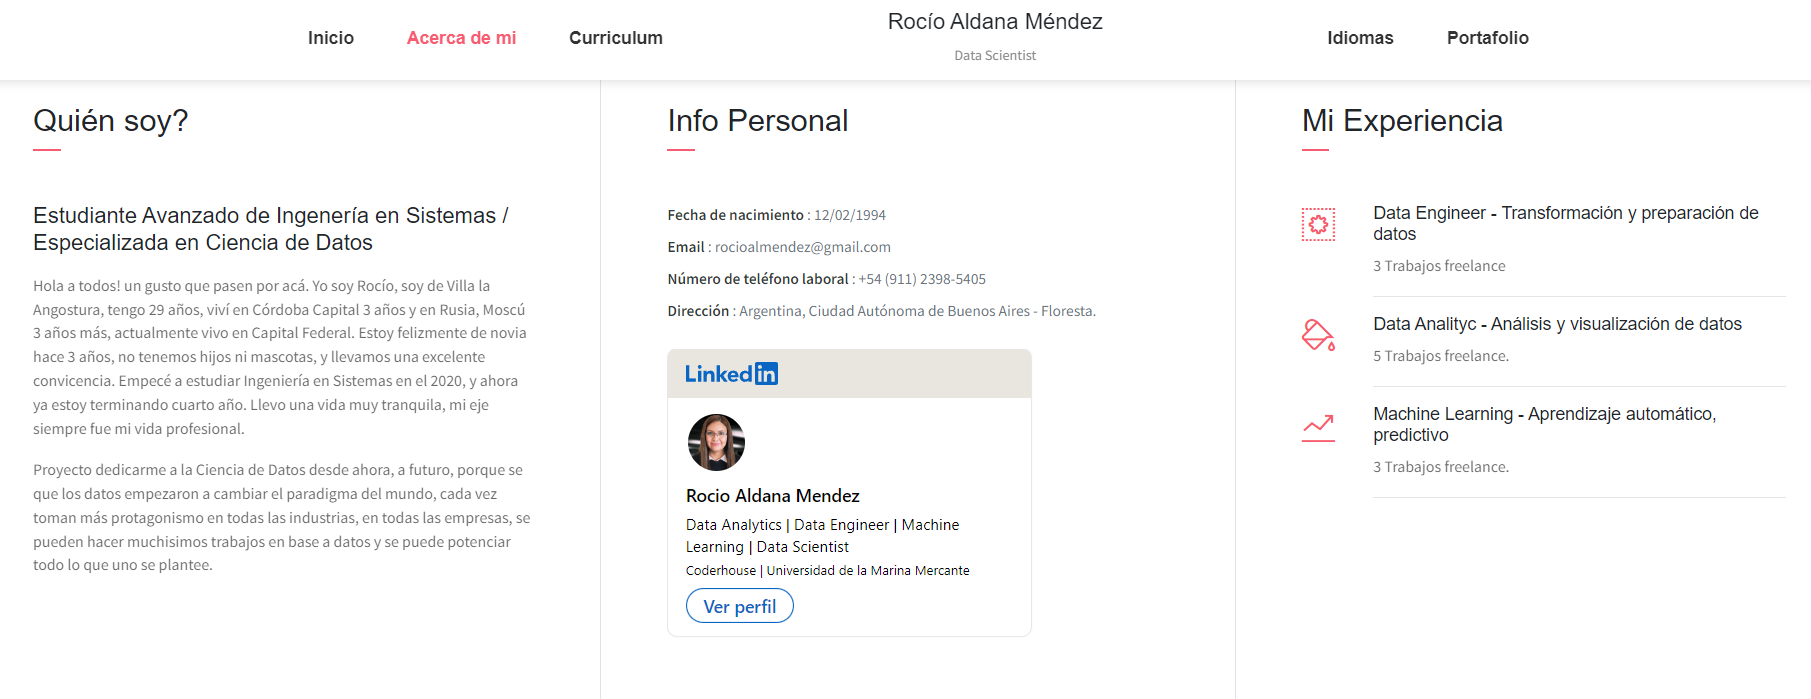 Inicio
Acerca de mi
Curriculum
Rocío Aldana Méndez
Data Scientist
Idiomas
Portafolio
Quién soy?
Estudiante Avanzado de Ingenería en Sistemas /
Especializada en Ciencia de Datos
Hola a todos! un gusto que pasen por acá. Yo soy Rocío, soy de Villa la
Angostura, tengo 29 años, viví en Córdoba Capital 3 años y en Rusia, Moscú
3 años más, actualmente vivo en Capital Federal. Estoy felizmente de novia
hace 3 años, no tenemos hijos ni mascotas, y llevamos una excelente
convicencia. Empecé a estudiar Ingeniería en Sistemas en el 2020, y ahora
ya estoy terminando cuarto año. Llevo una vida muy tranquila, mi eje
siempre fue mi vida profesional.
Proyecto dedicarme a la Ciencia de Datos desde ahora, a futuro, porque se
que los datos empezaron a cambiar el paradigma del mundo, cada vez
toman más protagonismo en todas las industrias, en todas las empresas, se
pueden hacer muchisimos trabajos en base a datos y se puede potenciar
todo lo que uno se plantee.
Info Personal
Fecha de nacimiento : 12/02/1994
Email : rocioalmendez@gmail.com
Número de teléfono laboral : +54 (911) 2398-5405
Dirección : Argentina, Ciudad Autónoma de Buenos Aires - Floresta.
Linkedin
Rocio Aldana Mendez
Data Analytics | Data Engineer | Machine
Learning | Data Scientist
Coderhouse | Universidad de la Marina Mercante
Ver perfil
Mi Experiencia
Data Engineer - Transformación y preparación de
datos
3 Trabajos freelance
Data Analityc - Análisis y visualización de datos
5 Trabajos freelance.
Machine Learning - Aprendizaje automático,
predictivo
3 Trabajos freelance.